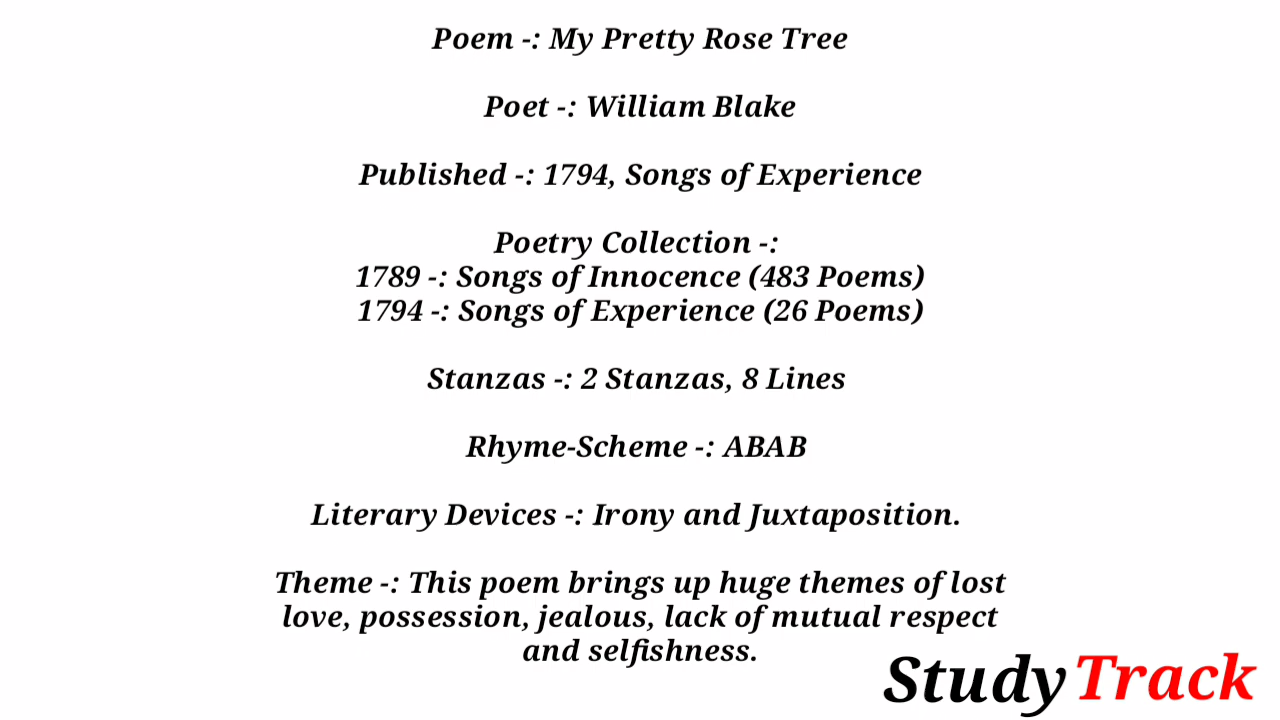 Poem -: My Pretty Rose Tree
Poet -: William Blake
Published -: 1794, Songs of Experience
Poetry Collection -:
1789 -: Songs of Innocence (483 Poems)
1794 -: Songs of Experience (26 Poems)
Stanzas -: 2 Stanzas, 8 Lines
Rhyme-Scheme -: ABAB
Literary Devices -: Irony and Juxtaposition.
Theme -: This poem brings up huge themes of lost
love, possession, jealous, lack of mutual respect
and selfishness.
Study Track